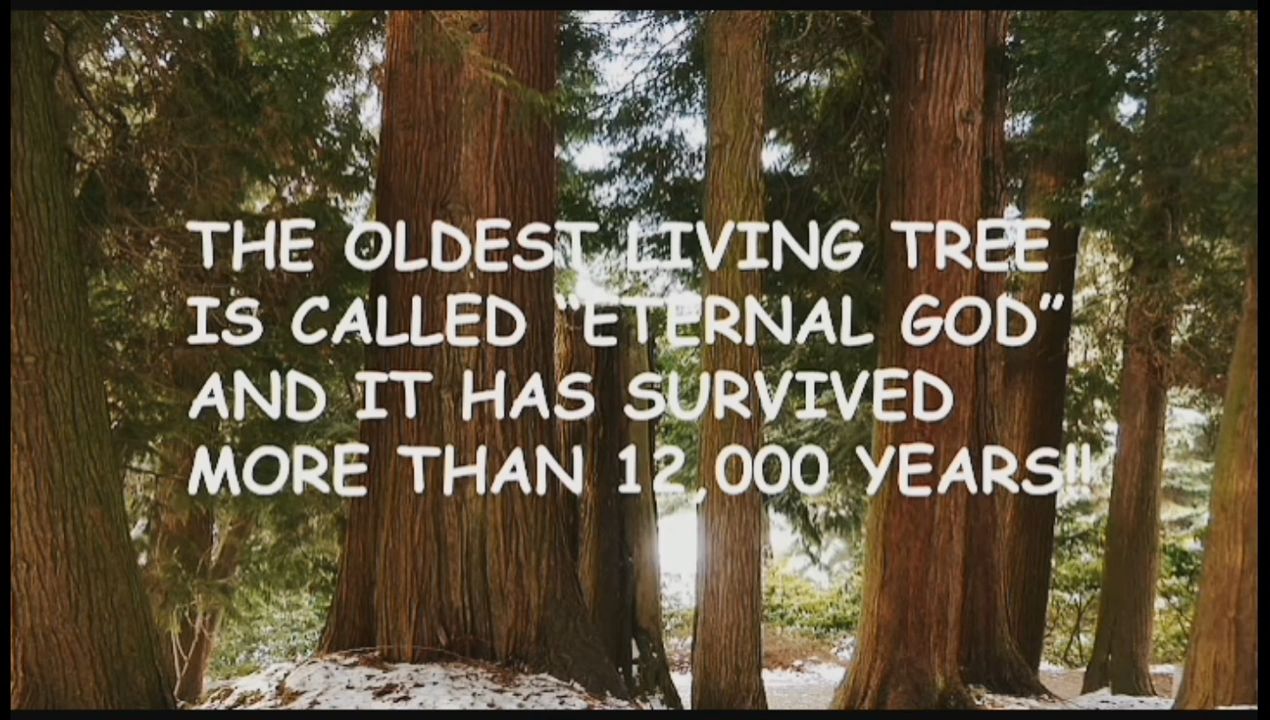 THE OLDEST LIVING TREE
IS CALLED “ETERNAL GOD”
AND IT HAS SURVIVED
MORE THAN 12,000 YEARS!!